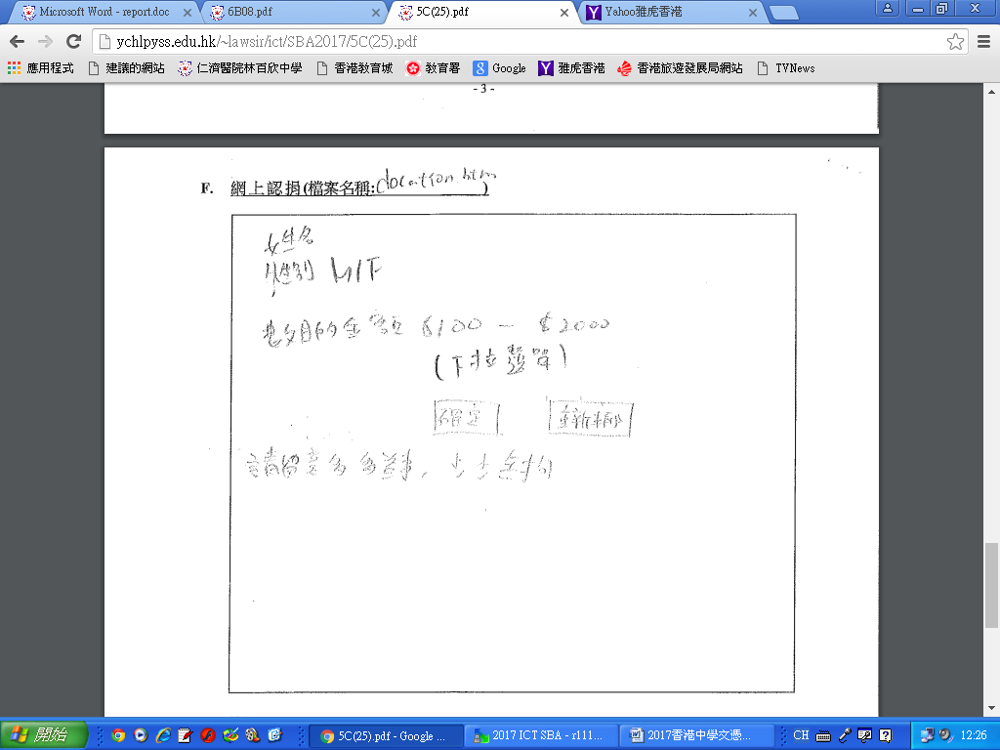 Microsoft Word - report.doc
6B08.pdf
5C(25).pdf
Yahoo雅虎香港
ychlpyss.edu.hk/~lawsir/ict/SBA2017/5C(25).pdf
應用程式 建議的網站 仁濟醫院林百欣中學 香港教育城 教育署 Google 雅虎香港 香港旅遊發展局網站 TVNews
- 3 -
F. 網上認捐(檔案名稱: )
姓名
性別 M/F
的金額 $100 — $2000
(下拉選單)
確定 重新
請留意
開始
5C(25).pdf - Google ...
2017 ICT SBA - r111...
2017香港中學文憑...
CH
12:26